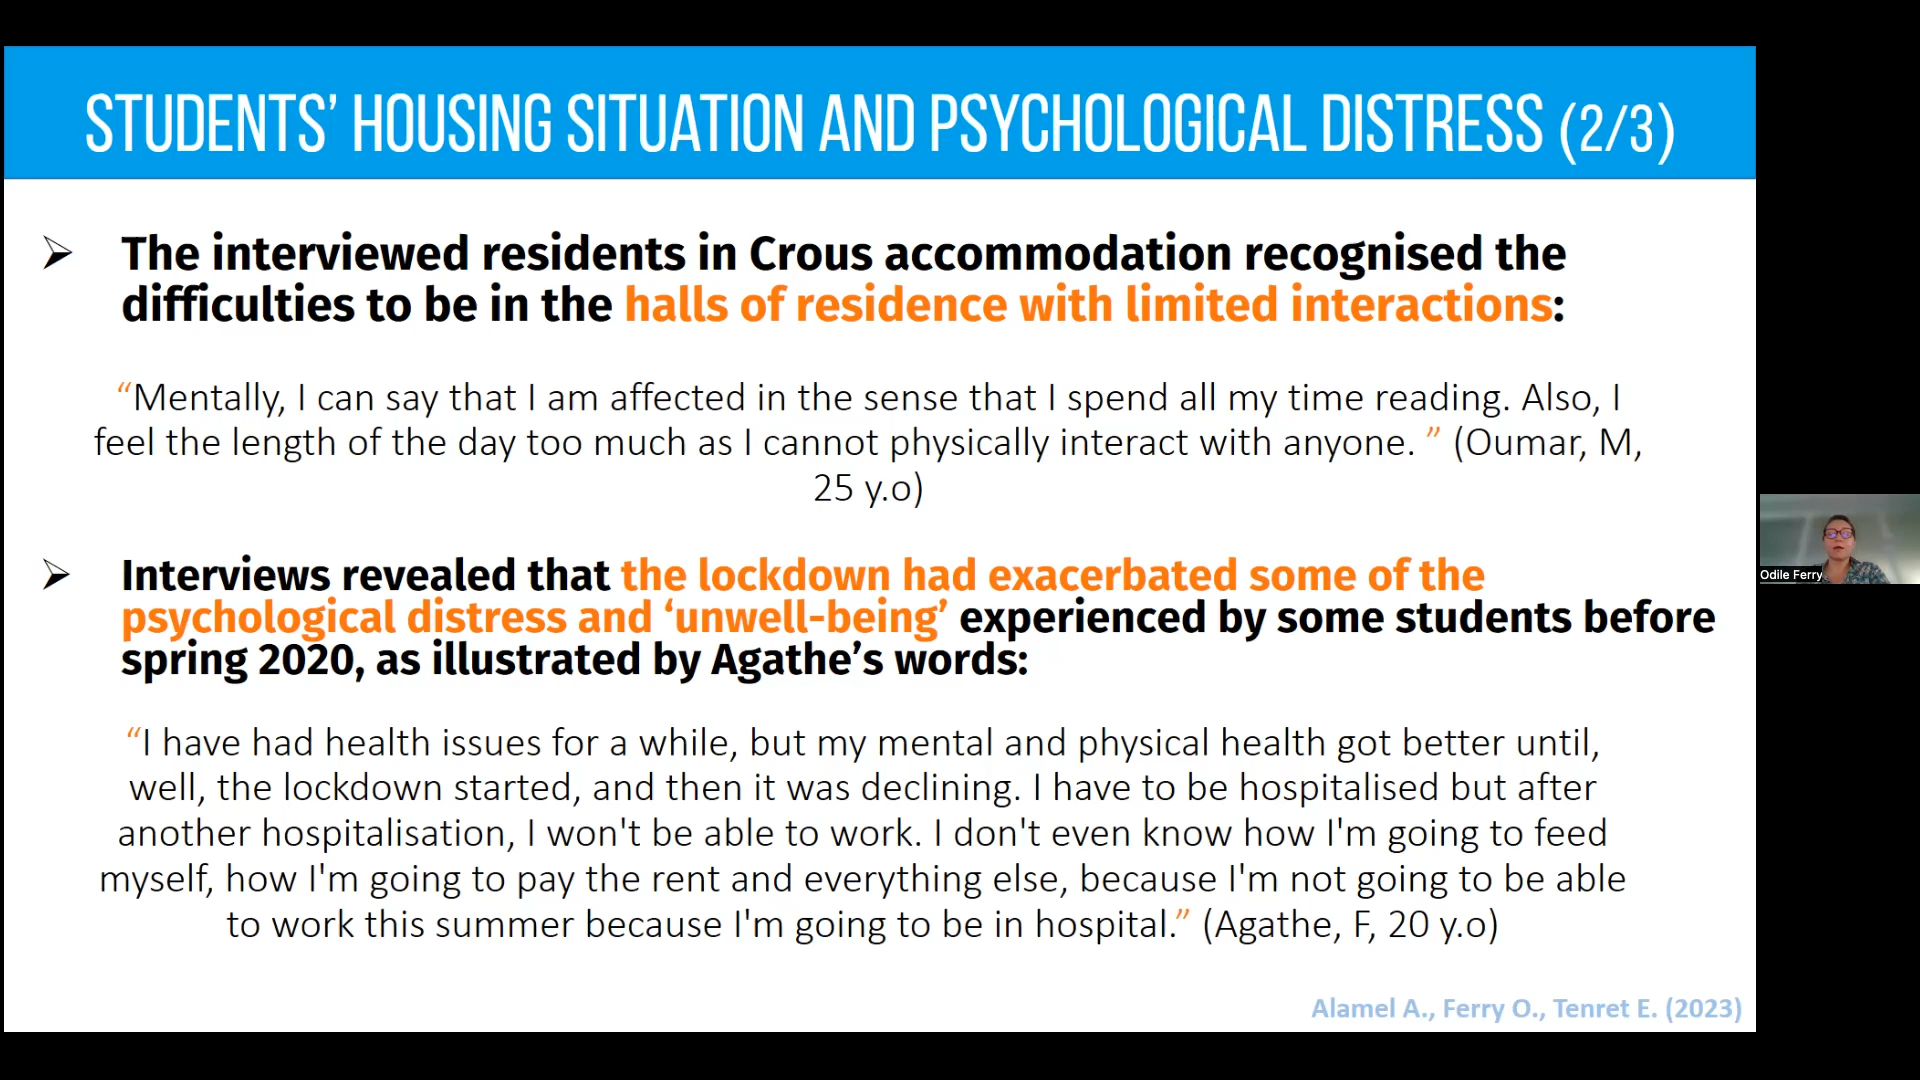 STUDENTS’ HOUSING SITUATION AND PSYCHOLOGICAL DISTRESS (2/3)
The interviewed residents in Crous accommodation recognised the
difficulties to be in the halls of residence with limited interactions:
“Mentally, I can say that I am affected in the sense that I spend all my time reading. Also, I
feel the length of the day too much as I cannot physically interact with anyone. ” (Oumar, M,
25 y.o)
Interviews revealed that the lockdown had exacerbated some of the
psychological distress and ‘unwell-being’ experienced by some students before
spring 2020, as illustrated by Agathe’s words:
“I have had health issues for a while, but my mental and physical health got better until,
well, the lockdown started, and then it was declining. I have to be hospitalised but after
another hospitalisation, I won't be able to work. I don't even know how I'm going to feed
myself, how I'm going to pay the rent and everything else, because I'm not going to be able
to work this summer because I'm going to be in hospital.” (Agathe, F, 20 y.o)
Alamel A., Ferry O., Tenret E. (2023)
Odile Ferry